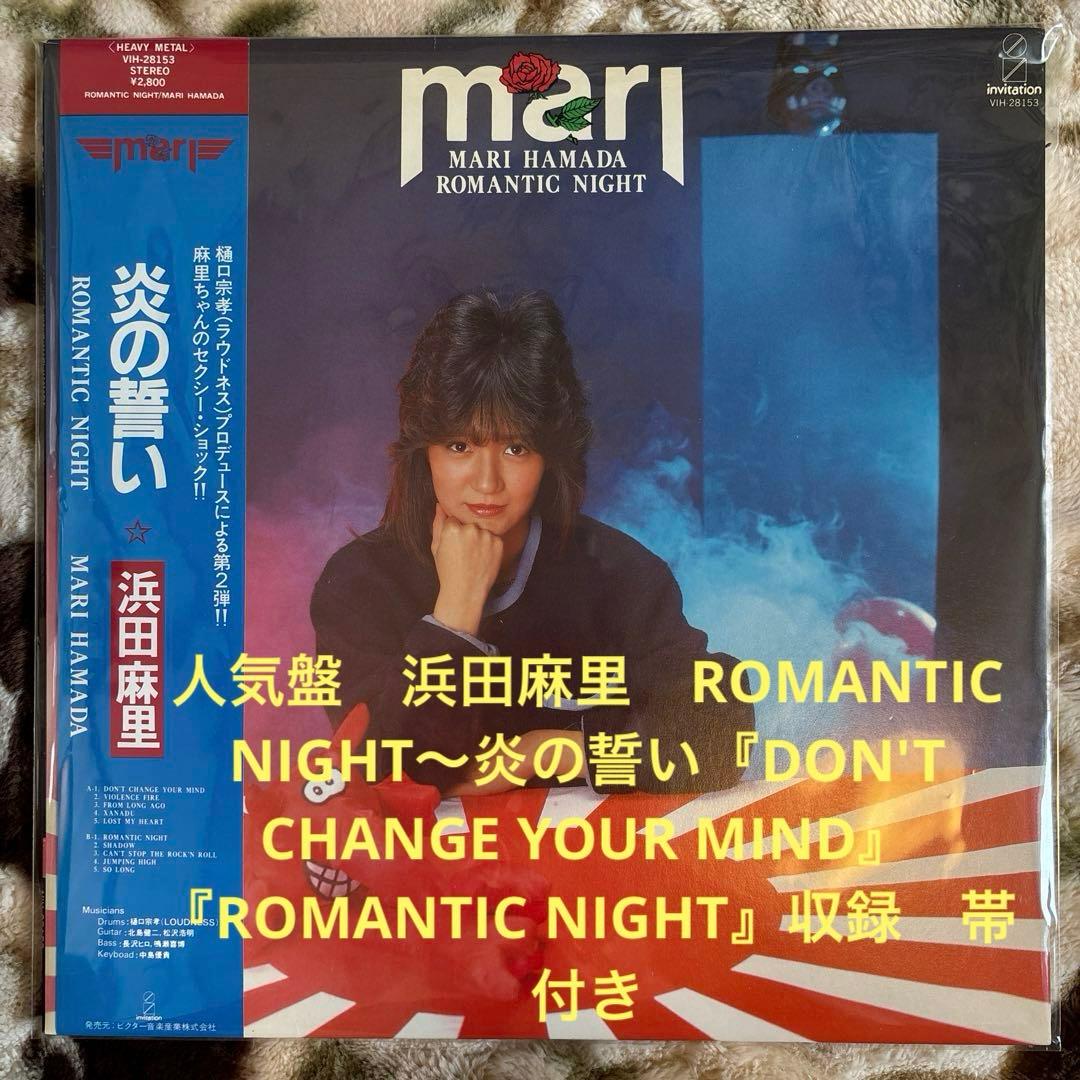 〈HEAVY METAL〉
VIH-28153
STEREO
¥2,800
ROMANTIC NIGHT/MARI HAMADA
mari
炎の誓い
ROMANTIC NIGHT
☆
浜田麻里
MARI HAMADA
樋口宗孝(ラウドネス)プロデュースによる第2弾!!
麻里ちゃんのセクシー・ショック!!
A-1. DON'T CHANGE YOUR MIND
2. VIOLENCE FIRE
3. FROM LONG AGO
4. XANADU
5. LOST MY HEART
B-1. ROMANTIC NIGHT
2. SHADOW
3. CAN'T STOP THE ROCK'N ROLL
4. JUMPING HIGH
5. SO LONG
Musicians
Drums:樋口宗孝(LOUDNESS)
Guitar:北島健二,松沢浩明
Bass:長沢ヒロ,鳴瀬喜博
Keyboad:中島優貴
invitation
発売元:ビクター音楽産業株式会社
mari
MARI HAMADA
ROMANTIC NIGHT
invitation
VIH 28153
人気盤　浜田麻里　ROMANTIC
NIGHT〜炎の誓い『DON'T
CHANGE YOUR MIND』
『ROMANTIC NIGHT』収録　帯
付き